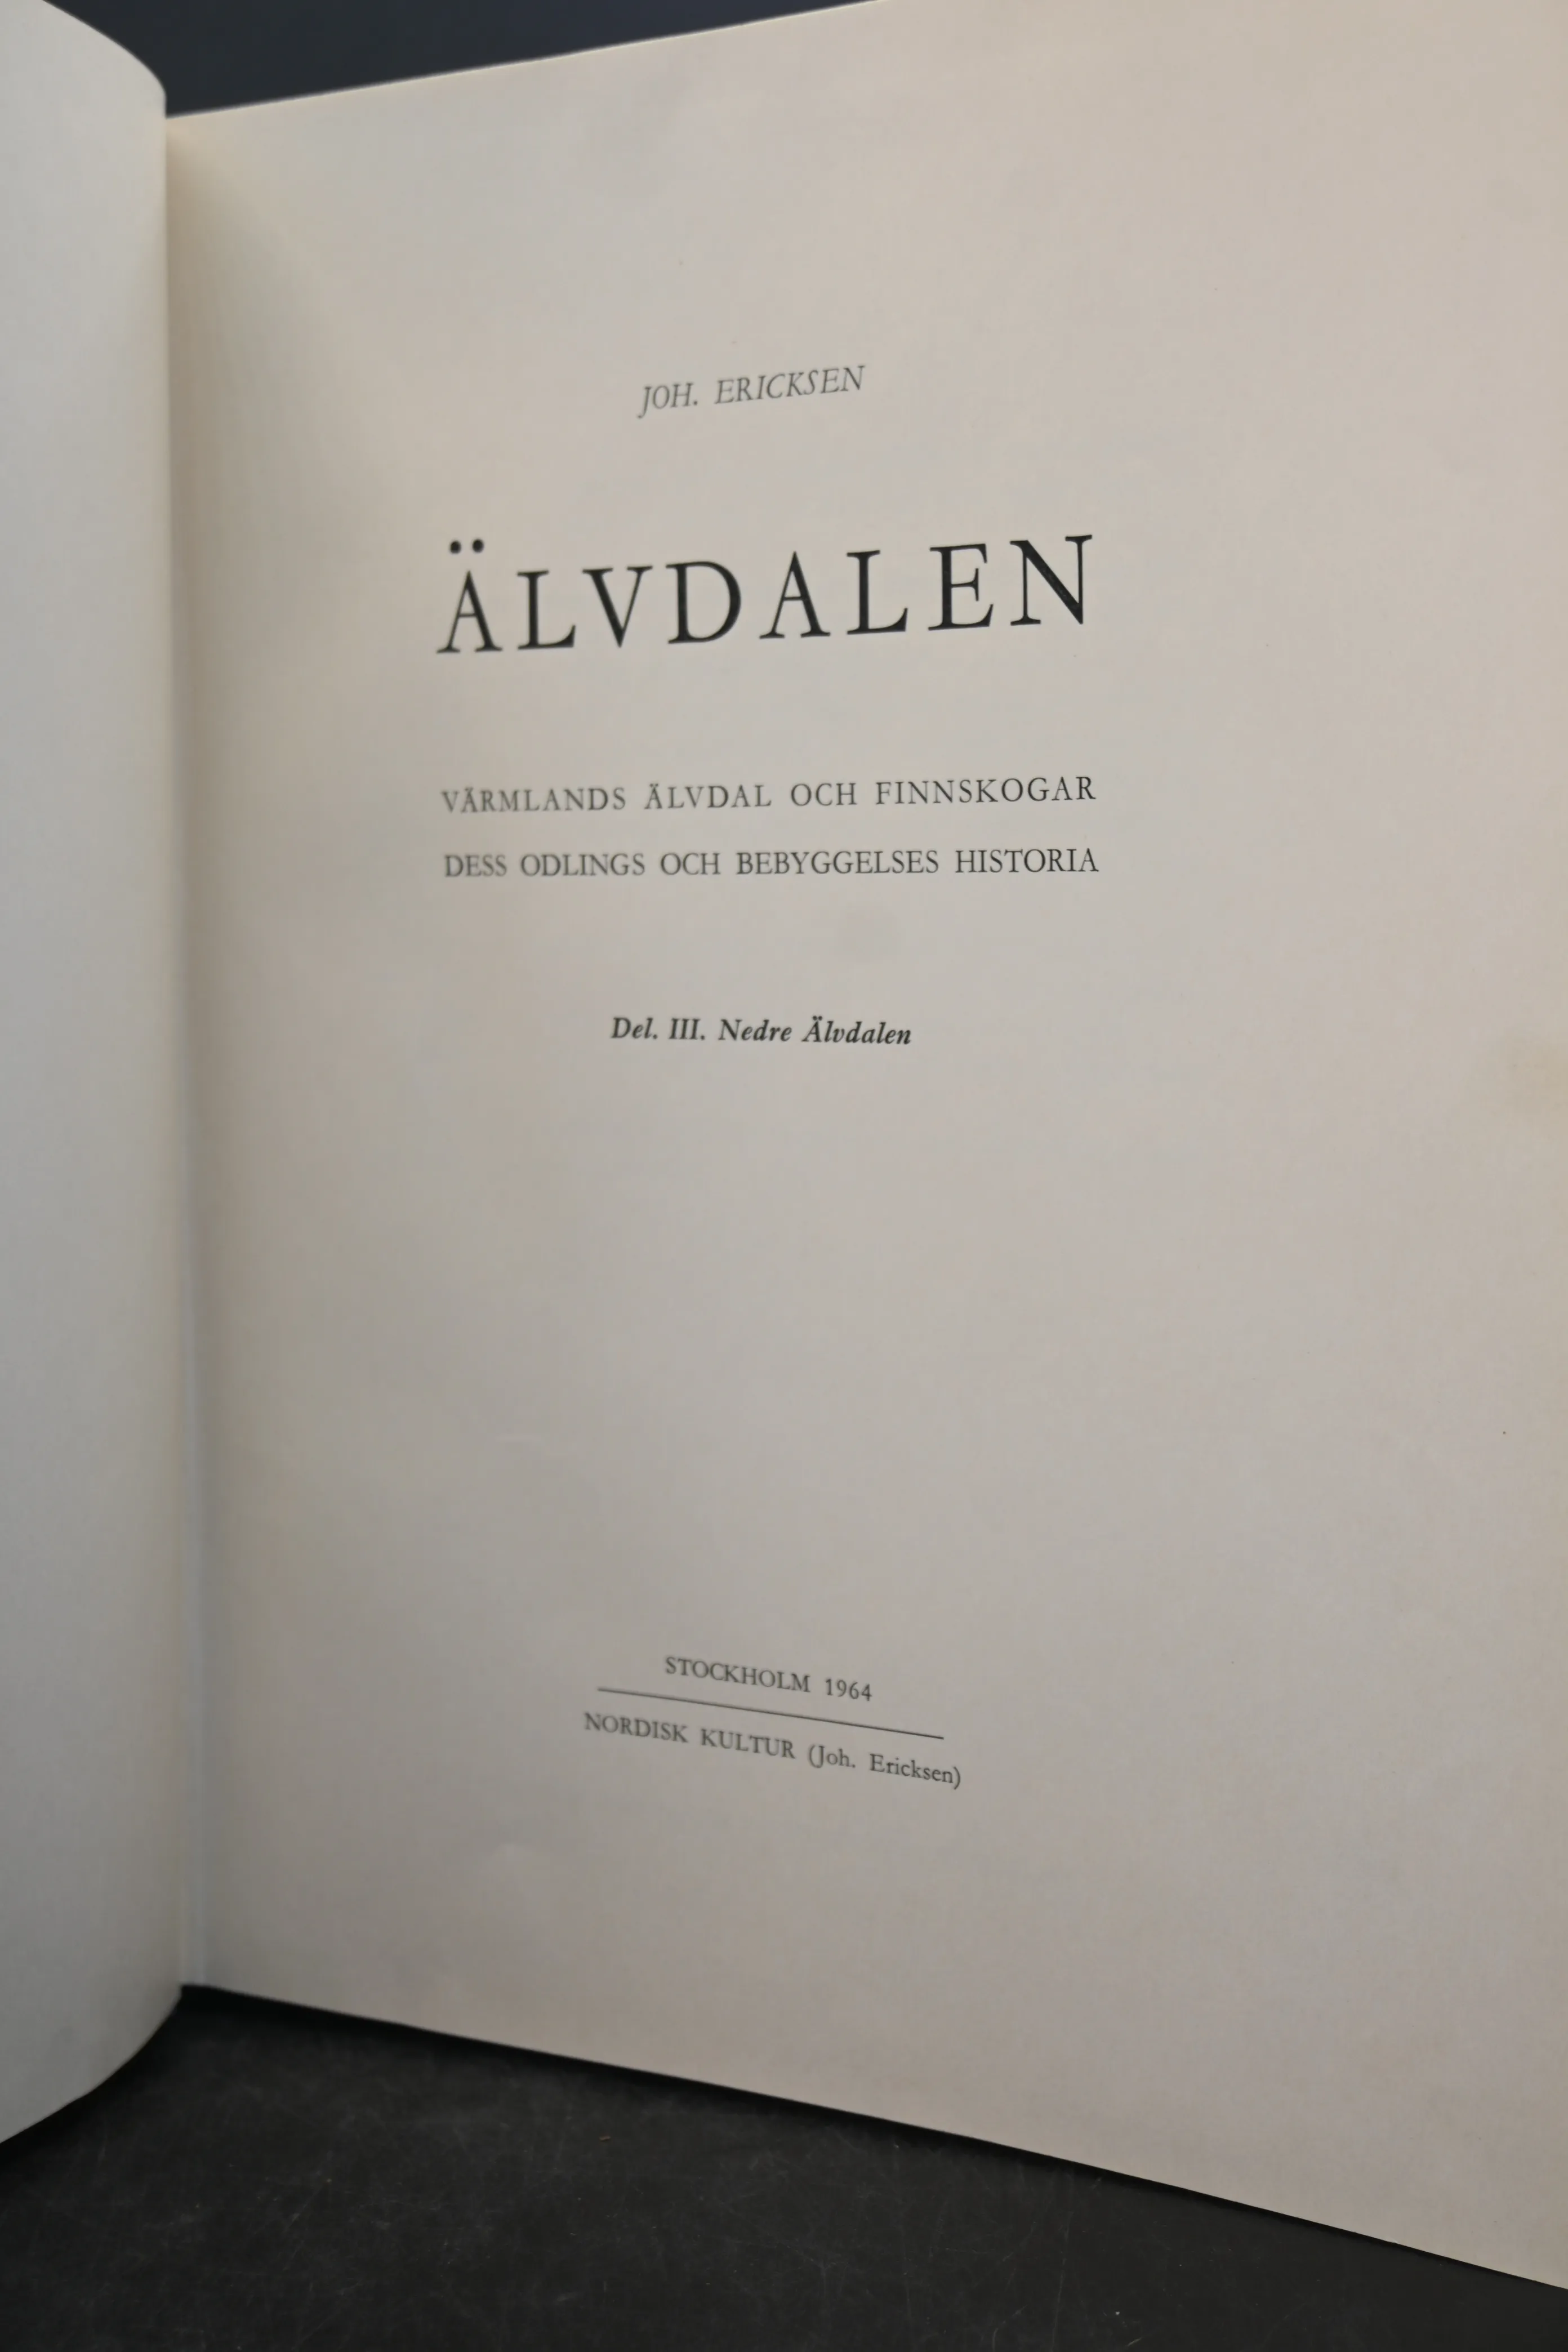 JOH. ERICKSEN
ÄLVDALEN
VÄRMLANDS ÄLVDAL OCH FINNSKOGAR
DESS ODLINGS OCH BEBYGGELSES HISTORIA
Del. III. Nedre Älvdalen
STOCKHOLM 1964
NORDISK KULTUR (Joh. Ericksen)